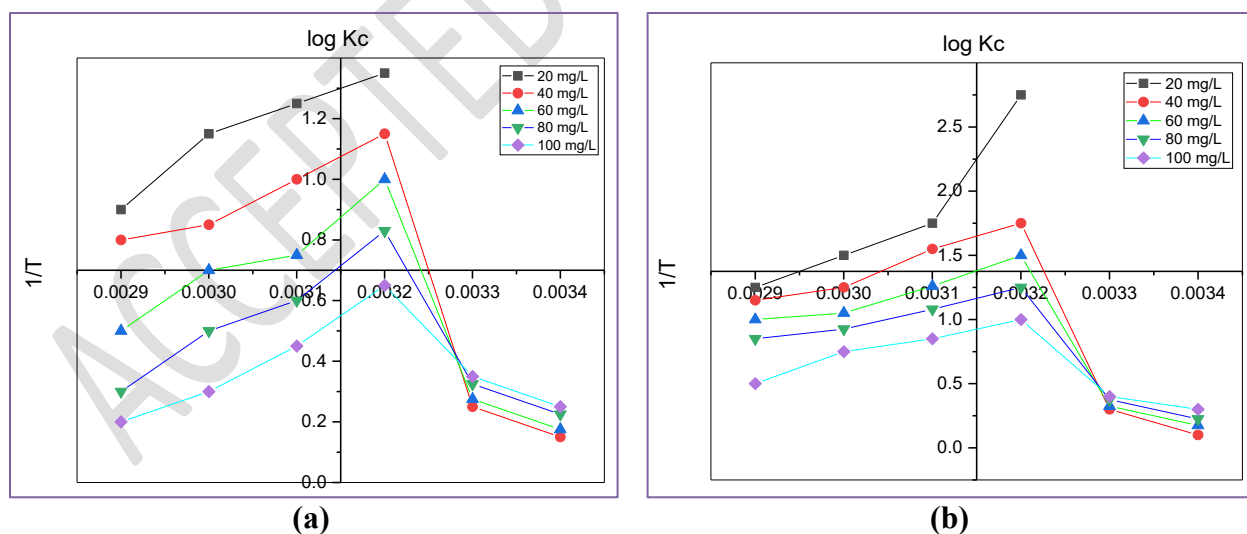 ACCEPTED
log Kc
20 mg/L
40 mg/L
60 mg/L
80 mg/L
100 mg/L
1.2
1.0
0.8
0.6
0.4
0.2
0.0
0.0029 0.0030 0.0031 0.0032 0.0033 0.0034
1/T
(a)
log Kc
20 mg/L
40 mg/L
60 mg/L
80 mg/L
100 mg/L
2.5
2.0
1.5
1.0
0.5
0.0
0.0029 0.0030 0.0031 0.0032 0.0033 0.0034
1/T
(b)